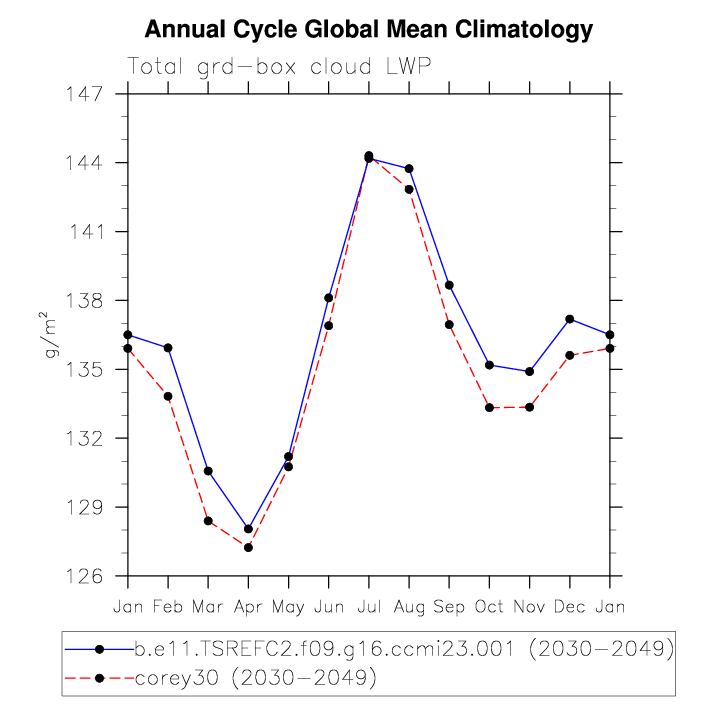 Annual Cycle Global Mean Climatology
Total grd-box cloud LWP
147
144
141
138
135
132
129
126
g/m²
Jan Feb Mar Apr May Jun Jul Aug Sep Oct Nov Dec Jan
b.e11.TSREFC2.f09.g16.ccmi23.001 (2030-2049)
corey30 (2030-2049)